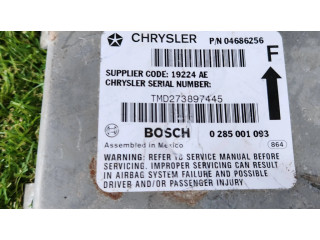 CHRYSLER P/N 04686256
SUPPLIER CODE: 19224 AE F
CHRYSLER SERIAL NUMBER:
TMD273897445
BOSCH 0 285 001 093
Assembled in Mexico 864
WARNING: REFER TO SERVICE MANUAL BEFORE
SERVICING. IMPROPER SERVICING CAN RESULT
IN AIRBAG SYSTEM FAILURE AND POSSIBLE
DRIVER AND/OR PASSENGER INJURY.